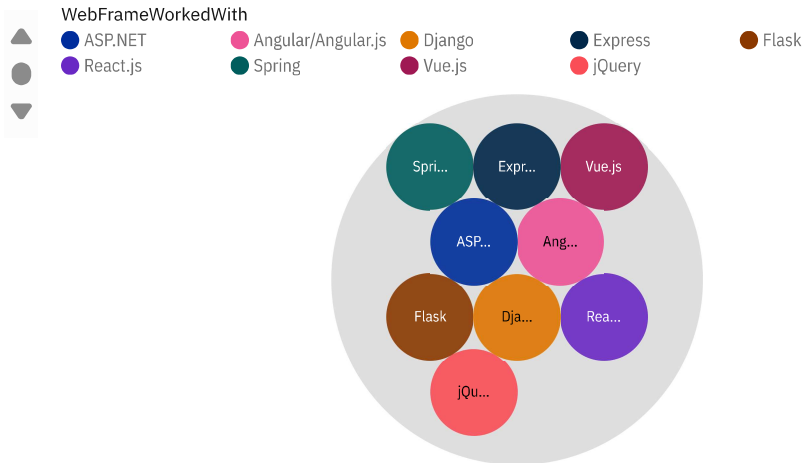 WebFrameWorkedWith
ASP.NET Angular/Angular.js Django Express Flask
React.js Spring Vue.js jQuery
Spri... Expr... Vue.js
ASP... Ang...
Flask Dja... Rea...
jQu...